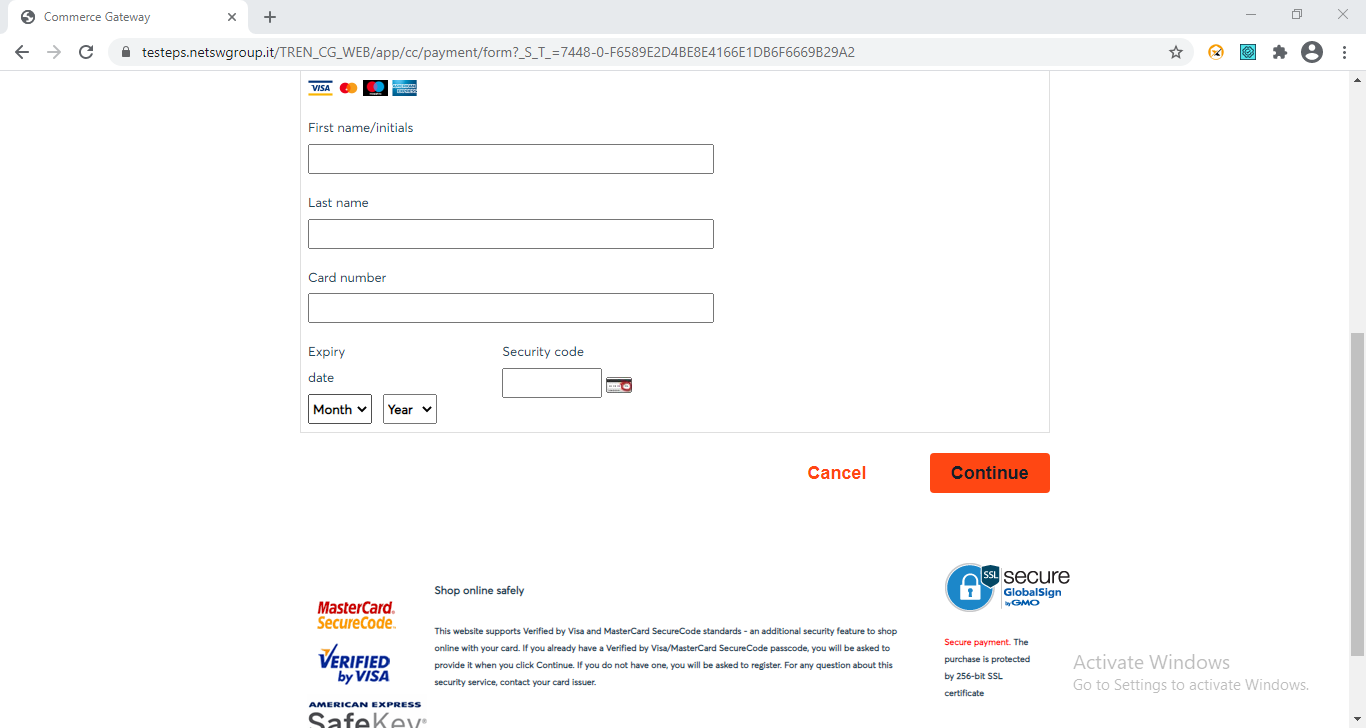 Commerce Gateway
testeps.netswgroup.it/TREN_CG_WEB/app/cc/payment/form?_S_T_=7448-0-F6589E2D4BE8E4166E1DB6F6669B29A2
VISA
First name/initials
Last name
Card number
Expiry
date
Security code
Month
Year
Cancel
Continue
MasterCard.
SecureCode.
VERIFIED
by VISA
AMERICAN EXPRESS
SafeKey
Shop online safely
This website supports Verified by Visa and MasterCard SecureCode standards - an additional security feature to shop
online with your card. If you already have a Verified by Visa/MasterCard SecureCode passcode, you will be asked to
provide it when you click Continue. If you do not have one, you will be asked to register. For any question about this
security service, contact your card issuer.
SSL
secure
GlobalSign
by GMO
Secure payment. The
purchase is protected
by 256-bit SSL
certificate
Activate Windows
Go to Settings to activate Windows.